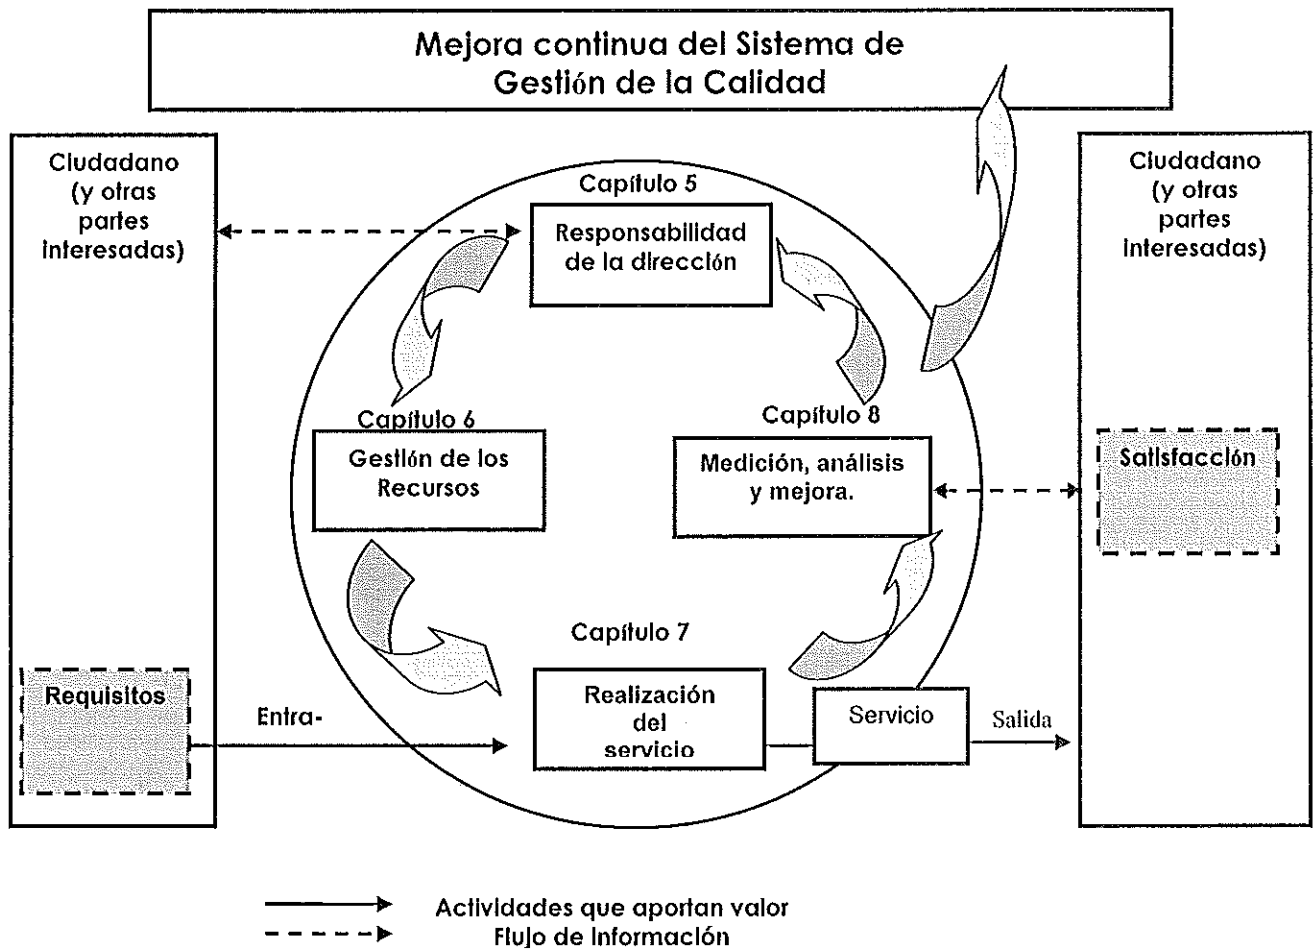 Mejora continua del Sistema de
Gestión de la Calidad
Ciudadano
(y otras
partes
interesadas)
Capítulo 5
Responsabilidad
de la dirección
Ciudadano
(y otras
partes
interesadas)
Capítulo 6
Gestión de los
Recursos
Capítulo 8
Medición, análisis
y mejora.
Satisfacción
Capítulo 7
Realización
del
servicio
Requisitos
Entra-
Servicio
Salida
Actividades que aportan valor
Flujo de información